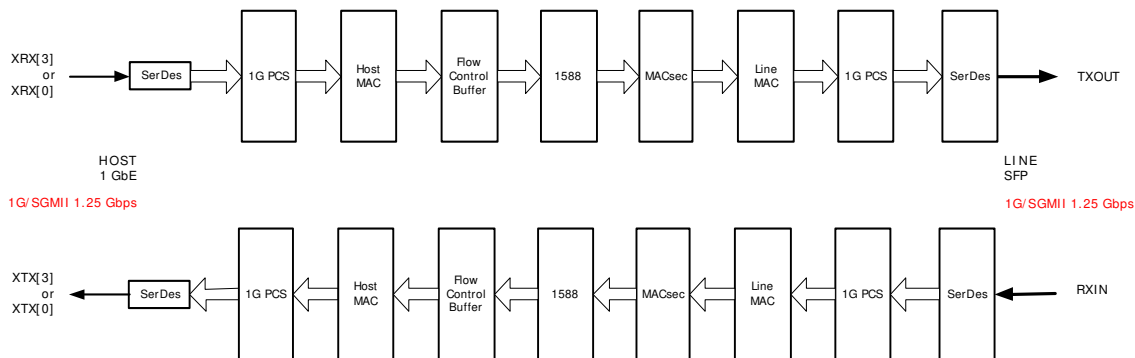 XRX[3]
or
XRX[0]
SerDes
1G PCS
Host
MAC
Flow
Control
Buffer
1588
MACsec
Line
MAC
1G PCS
SerDes
TXOUT
HOST
1 GbE
1G/SGMII 1.25 Gbps
LINE
SFP
1G/SGMII 1.25 Gbps
XTX[3]
or
XTX[0]
SerDes
1G PCS
Host
MAC
Flow
Control
Buffer
1588
MACsec
Line
MAC
1G PCS
SerDes
RXIN